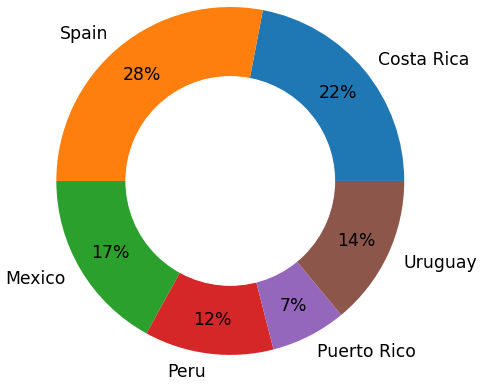 Spain
28%
Costa Rica
22%
Mexico
17%
Peru
12%
Puerto Rico
7%
Uruguay
14%